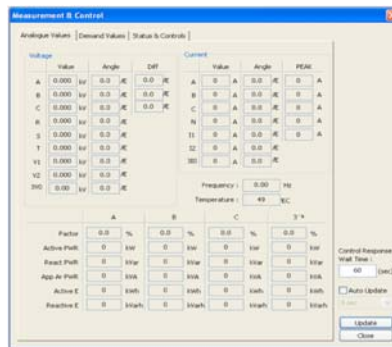 Measurement & Control
Analogue Values Demand Values Status & Controls
Voltage Current
Value Angle Diff Value Angle PEAK
A 0.000 kV 0.0 Æ 0.0 Æ A 0 A 0.0 Æ 0 A
B 0.000 kV 0.0 Æ 0.0 Æ B 0 A 0.0 Æ 0 A
C 0.000 kV 0.0 Æ 0.0 Æ C 0 A 0.0 Æ 0 A
R 0.000 kV 0.0 Æ N 0 A 0.0 Æ 0 A
S 0.000 kV 0.0 Æ I1 0 A 0.0 Æ 0 A
T 0.000 kV 0.0 Æ I2 0 A 0.0 Æ
V1 0.000 kV 0.0 Æ 3I0 0 A 0.0 Æ
V2 0.000 kV 0.0 Æ
3V0 0.00 kV 0.0 Æ
Frequency : 0.00 Hz
Temperature : 49 ºC
A B C
Factor 0.0 % 0.0 % 0.0 % 0.0 %
Active PWR 0 kW 0 kW 0 kW 0 kW
React PWR 0 kVar 0 kVar 0 kVar 0 kVar
App.Ar PWR 0 kVA 0 kVA 0 kVA 0 kVA
Active E 0 kWh 0 kWh 0 kWh 0 kWh
Reactive E 0 kVarh 0 kVarh 0 kVarh 0 kVarh
Control Response
Wait Time :
60 (sec)
Auto Update
Update
Close